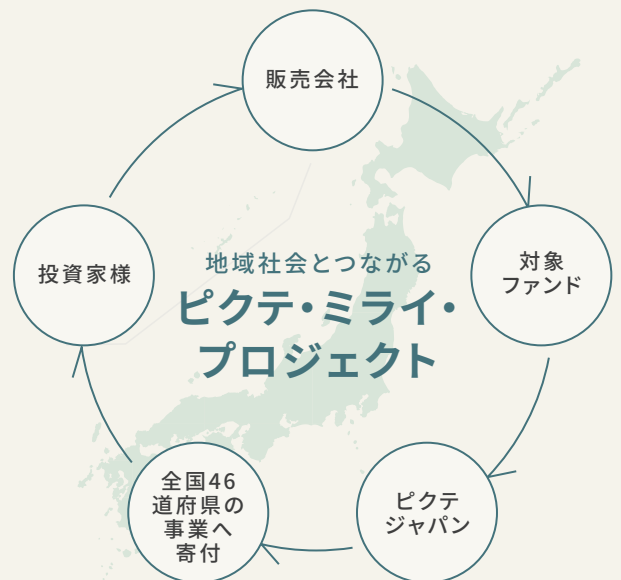 販売会社
投資家様
対象
ファンド
地域社会とつながる
ピクテ・ミライ・
プロジェクト
全国46
道府県の
事業へ
寄付
ピクテ
ジャパン